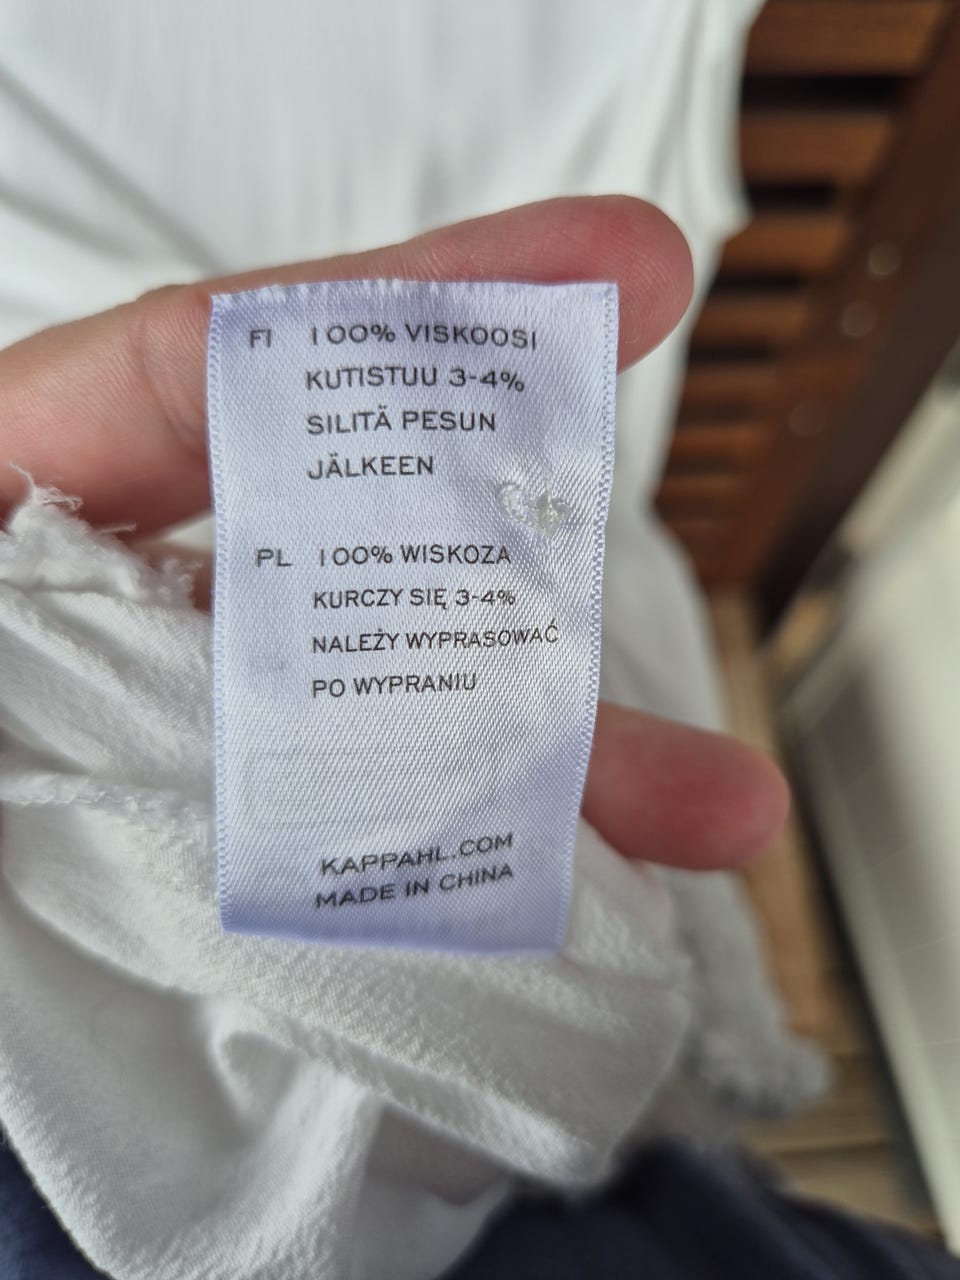 FI 100% VISKOOSI
KUTISTUU 3-4%
SILITÄ PESUN
JÄLKEEN
PL 100% WISKOZA
KURCZY SIĘ 3-4%
NALEŻY WYPRASOWAĆ
PO WYPRANIU
KAPPAHL.COM
MADE IN CHINA